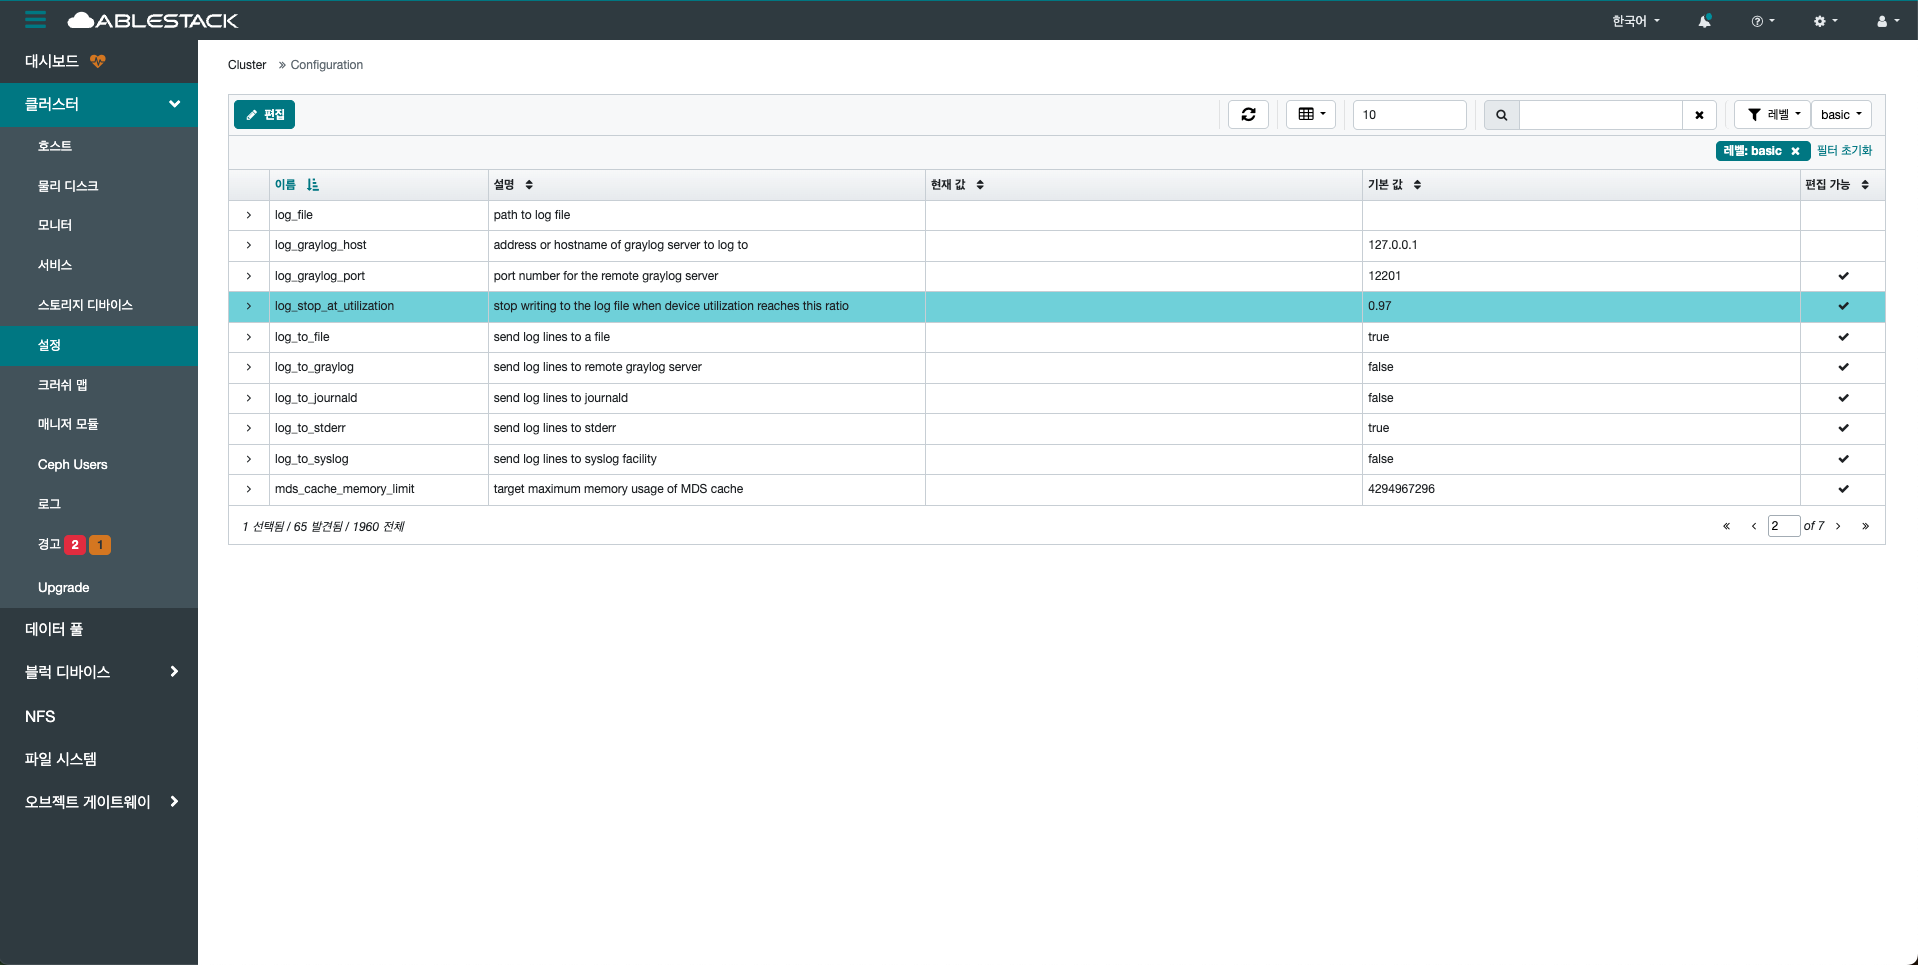 ABLESTACK
한국어
대시보드
클러스터
호스트
물리 디스크
모니터
서비스
스토리지 디바이스
설정
크러쉬 맵
매니저 모듈
Ceph Users
로그
경고 2 1
Upgrade
데이터 풀
블럭 디바이스
NFS
파일 시스템
오브젝트 게이트웨이
Cluster » Configuration
편집 10 레벨 basic
레벨: basic 필터 초기화
이름 설명 현재 값 기본 값 편집 가능
log_file path to log file
log_graylog_host address or hostname of graylog server to log to 127.0.0.1
log_graylog_port port number for the remote graylog server 12201
log_stop_at_utilization stop writing to the log file when device utilization reaches this ratio 0.97
log_to_file send log lines to a file true
log_to_graylog send log lines to remote graylog server false
log_to_journald send log lines to journald false
log_to_stderr send log lines to stderr true
log_to_syslog send log lines to syslog facility false
mds_cache_memory_limit target maximum memory usage of MDS cache 4294967296
1 선택됨 / 65 발견됨 / 1960 전체 « ‹ 2 of 7 › »